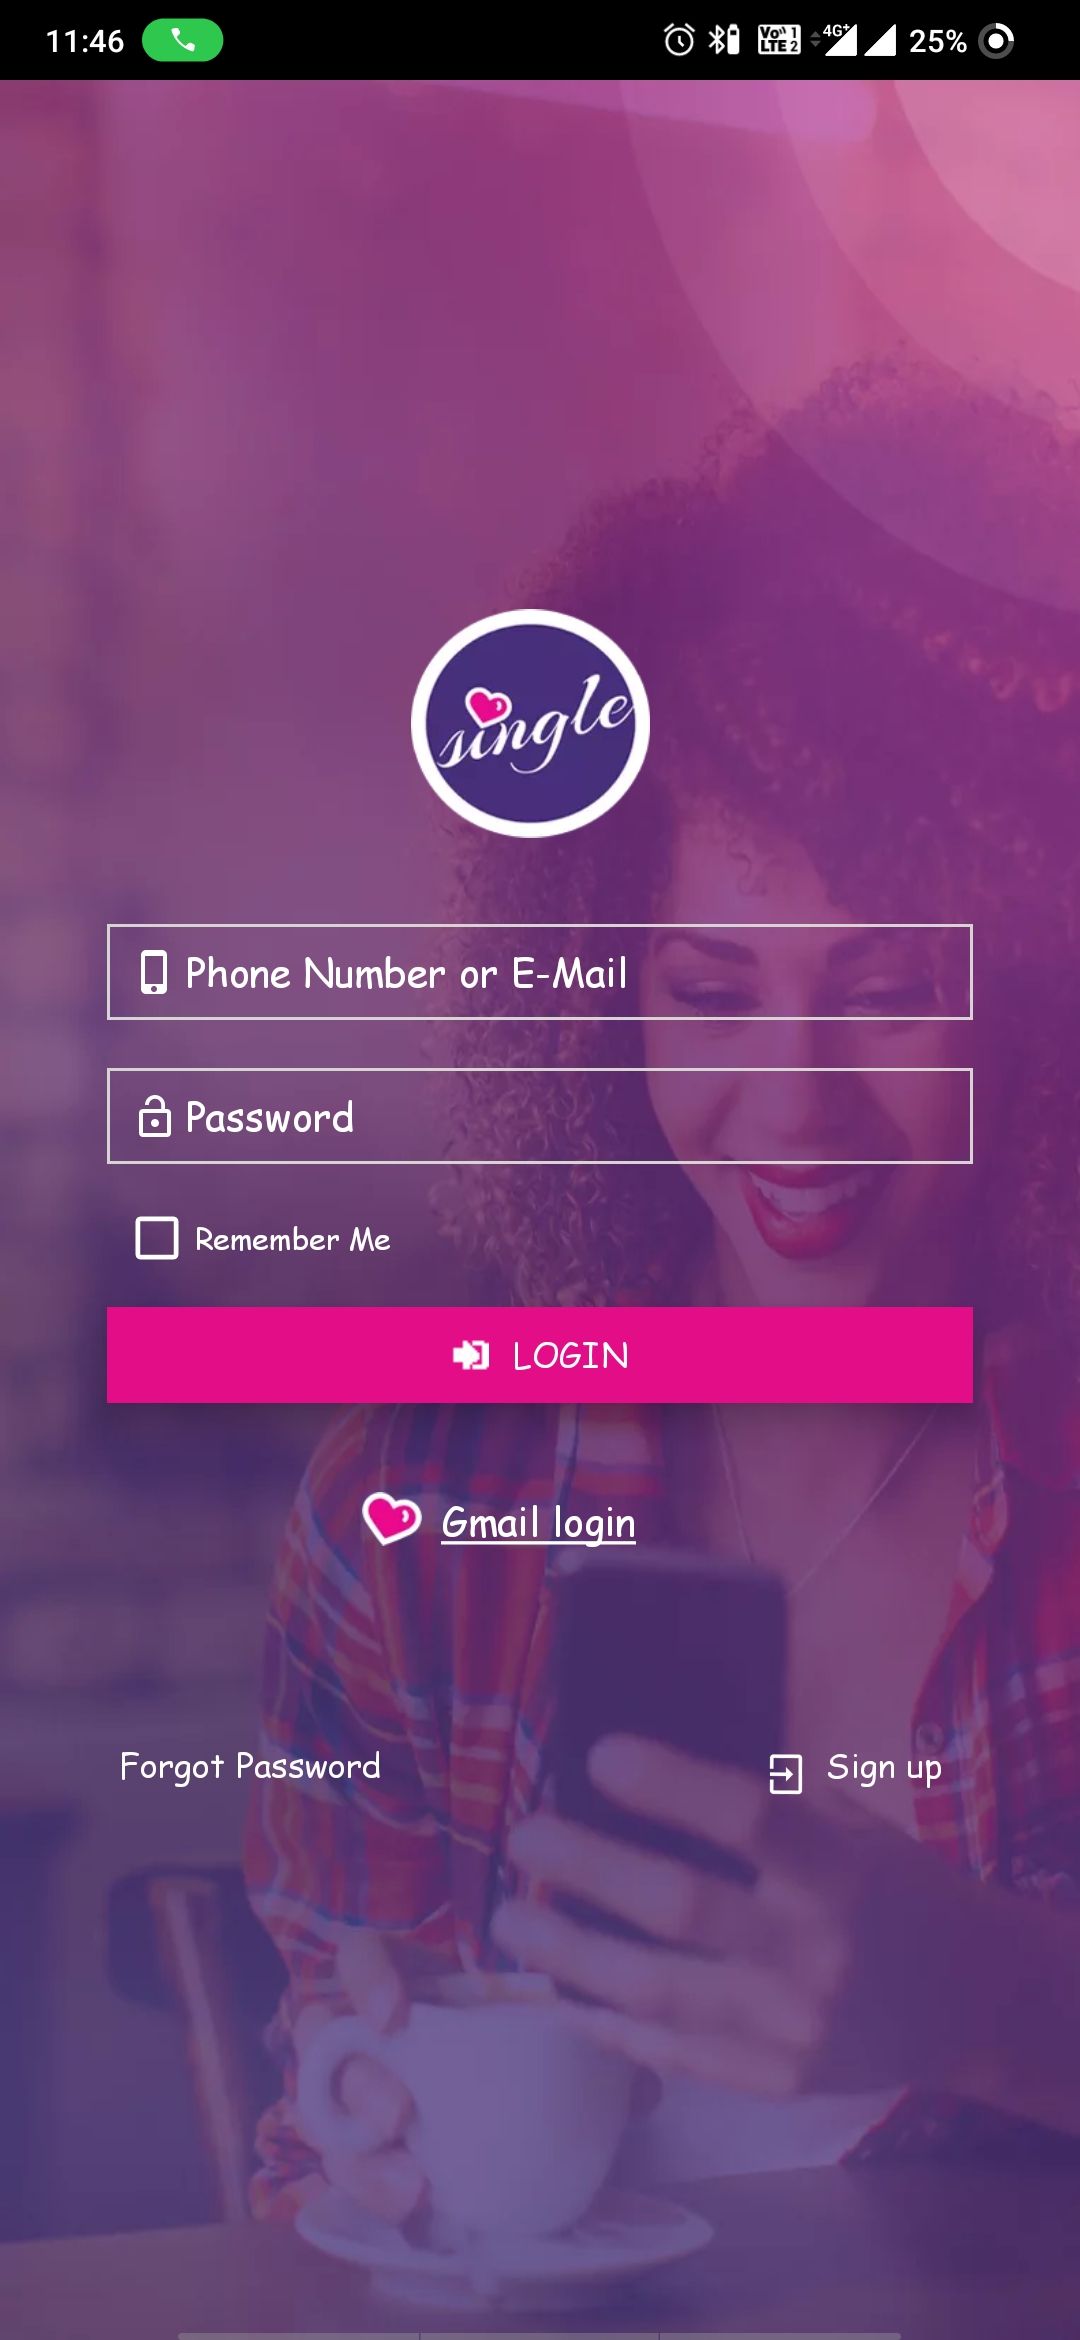 11:46
Vo)) 1
LTE 2
4G+
25%
single
Phone Number or E-Mail
Password
Remember Me
LOGIN
Gmail login
Forgot Password
Sign up